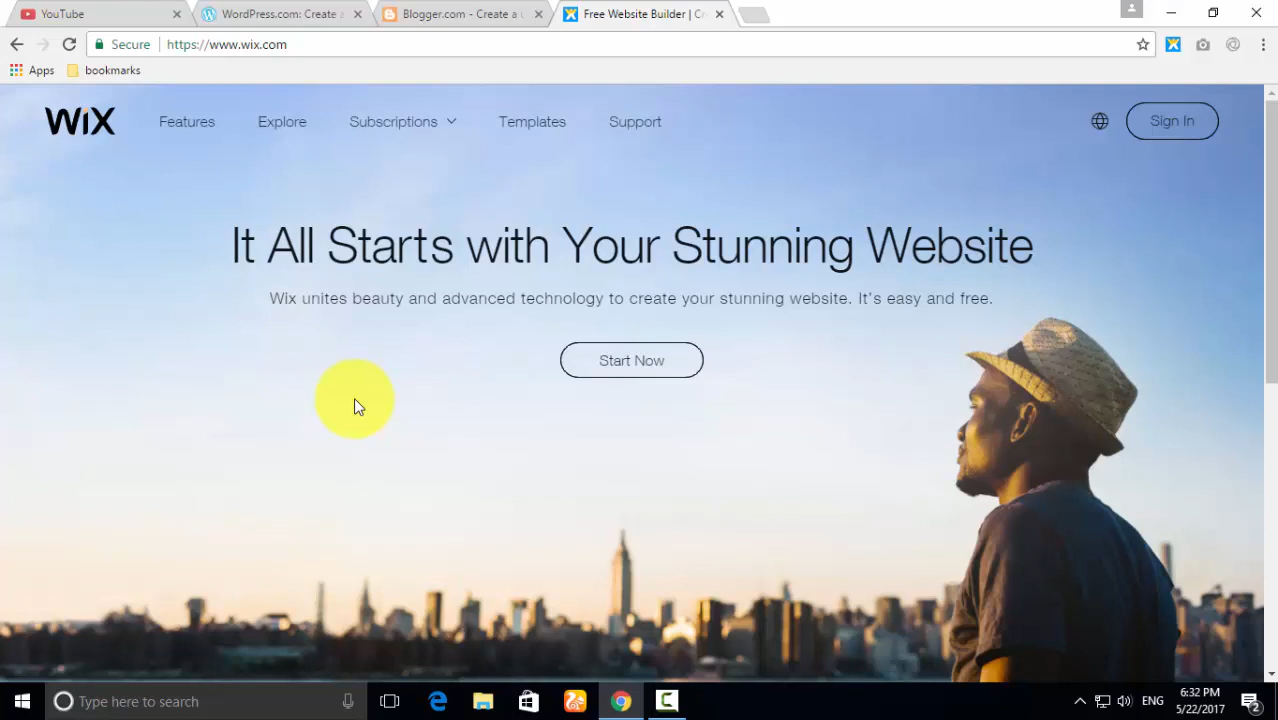 YouTube
WordPress.com: Create a
Blogger.com - Create a u
Free Website Builder | Cr
Secure
https://www.wix.com
Apps
bookmarks
WiX
Features
Explore
Subscriptions
Templates
Support
Sign In
It All Starts with Your Stunning Website
Wix unites beauty and advanced technology to create your stunning website. It's easy and free.
Start Now
Type here to search
ENG
6:32 PM
5/22/2017
2